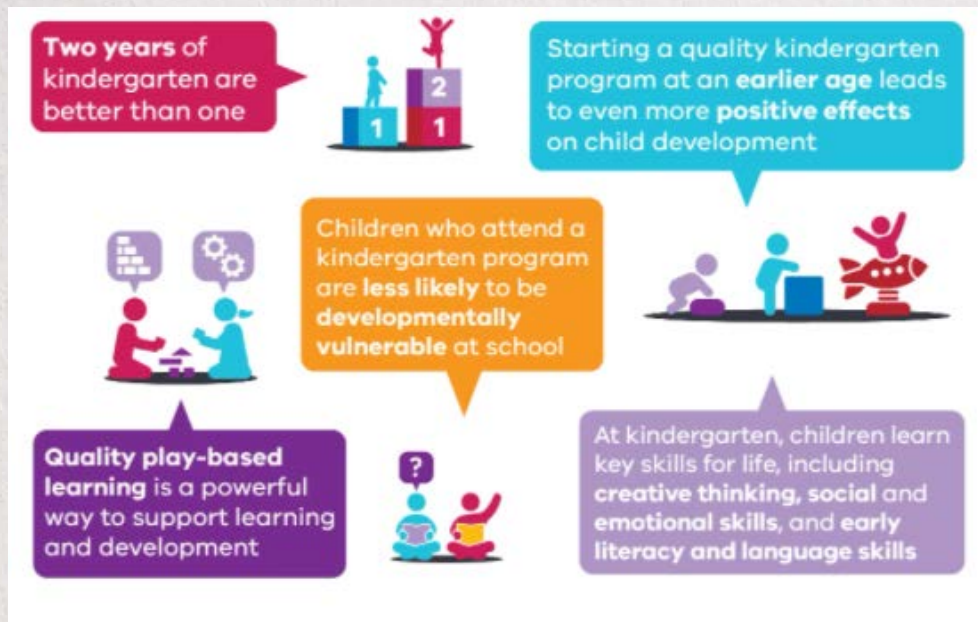 Two years of
kindergarten are
better than one
2
1
1
Starting a quality kindergarten
program at an earlier age leads
to even more positive effects
on child development
Children who attend a
kindergarten program
are less likely to be
developmentally
vulnerable at school
Quality play-based
learning is a powerful
way to support learning
and development
?
At kindergarten, children learn
key skills for life, including
creative thinking, social and
emotional skills, and early
literacy and language skills